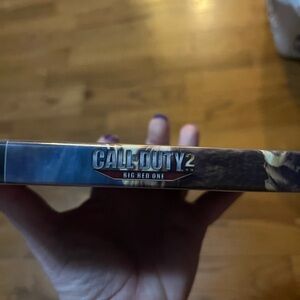 CALL OF DUTY 2
BIG RED ONE